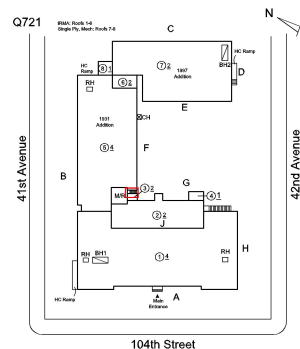 Q721
IRMA: Roofs 1-6
Single Ply, Mech: Roofs 7-8
N
C
HC
Ramp
8 1
6 2
7 2
1997
Addition
BH2
HC Ramp
D
RH
E
CH
1931
Addition
5 4
F
B
41st Avenue
42nd Avenue
M/R
3 2
G
4 1
2 2
J
H
RH
BH1
1 4
RH
HC Ramp
A
Main
Entrance
104th Street